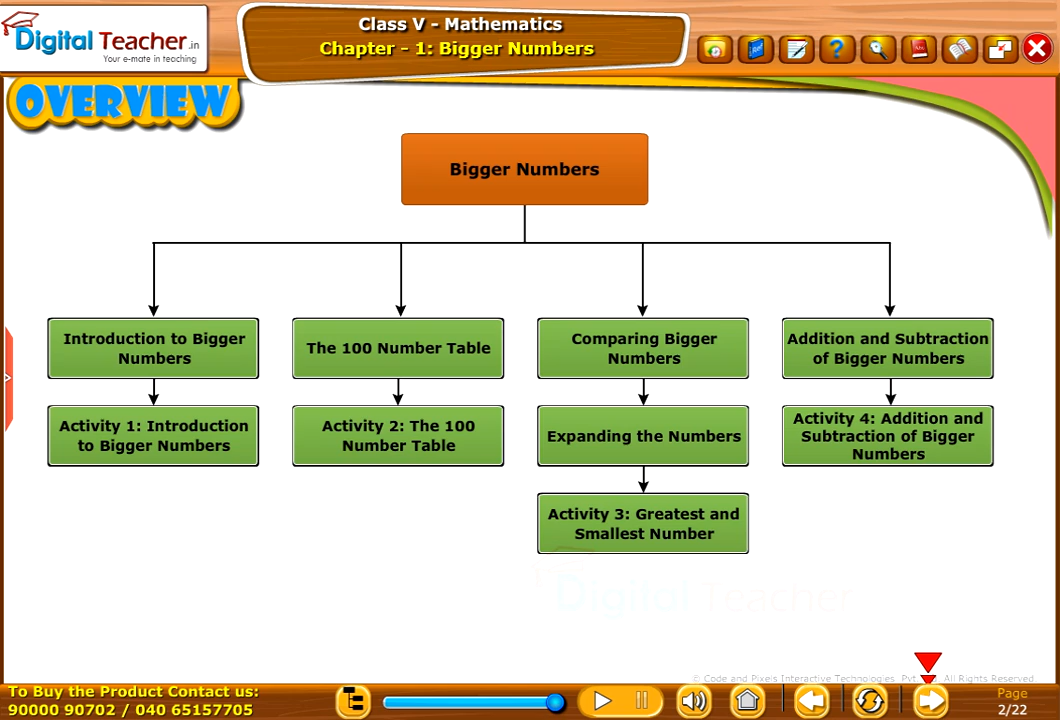 Digital Teacher.in
Your e-mate in teaching
Class V - Mathematics
Chapter - 1: Bigger Numbers
OVERVIEW
Bigger Numbers
Introduction to Bigger
Numbers
The 100 Number Table
Comparing Bigger
Numbers
Addition and Subtraction
of Bigger Numbers
Activity 1: Introduction
to Bigger Numbers
Activity 2: The 100
Number Table
Expanding the Numbers
Activity 4: Addition and
Subtraction of Bigger
Numbers
Activity 3: Greatest and
Smallest Number
Digital Teacher
© Code and Pixels Interactive Technologies Pvt. All Rights Reserved
To Buy the Product Contact us:
90000 90702 / 040 65157705
Page
2/22